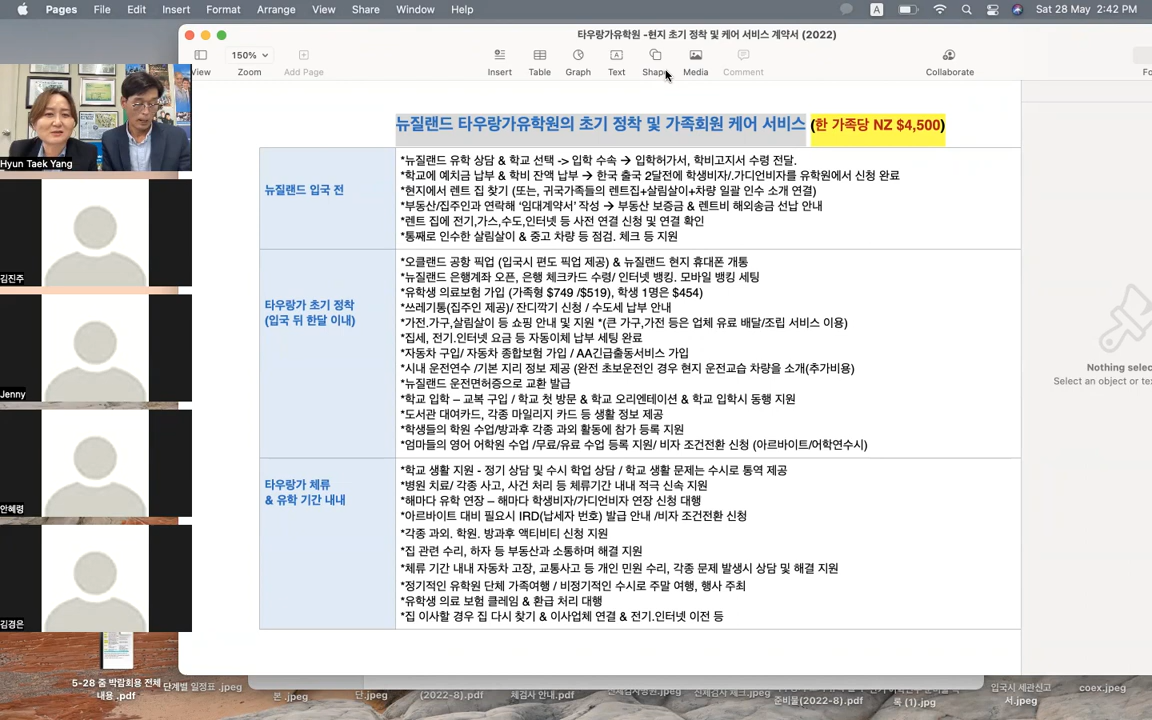 Pages File Edit Insert Format Arrange View Share Window Help A Sat 28 May 2:42 PM
타우랑가유학원 -현지 초기 정착 및 케어 서비스 계약서 (2022)
150%
View Zoom Add Page Insert Table Graph Text Shape Media Comment Collaborate Fo
뉴질랜드 타우랑가유학원의 초기 정착 및 가족회원 케어 서비스 (한 가족당 NZ $4,500)
뉴질랜드 입국 전
*뉴질랜드 유학 상담 & 학교 선택 -> 입학 수속 → 입학허가서, 학비고지서 수령 전달.
*학교에 예치금 납부 & 학비 잔액 납부 → 한국 출국 2달전에 학생비자/.가디언비자를 유학원에서 신청 완료
*현지에서 렌트 집 찾기 (또는, 귀국가족들의 렌트집+살림살이+차량 일괄 인수 소개 연결)
*부동산/집주인과 연락해 ‘임대계약서’ 작성 → 부동산 보증금 & 렌트비 해외송금 선납 안내
*렌트 집에 전기,가스,수도,인터넷 등 사전 연결 신청 및 연결 확인
*통째로 인수한 살림살이 & 중고 차량 등 점검. 체크 등 지원
타우랑가 초기 정착
(입국 뒤 한달 이내)
*오클랜드 공항 픽업 (입국시 편도 픽업 제공) & 뉴질랜드 현지 휴대폰 개통
*뉴질랜드 은행계좌 오픈, 은행 체크카드 수령/ 인터넷 뱅킹. 모바일 뱅킹 세팅
*유학생 의료보험 가입 (가족형 $749 /$519), 학생 1명은 $454)
*쓰레기통(집주인 제공)/ 잔디깍기 신청 / 수도세 납부 안내
*가전.가구,살림살이 등 쇼핑 안내 및 지원 *(큰 가구,가전 등은 업체 유료 배달/조립 서비스 이용)
*집세, 전기.인터넷 요금 등 자동이체 납부 세팅 완료
*자동차 구입/ 자동차 종합보험 가입 / AA긴급출동서비스 가입
*시내 운전연수 /기본 지리 정보 제공 (완전 초보운전인 경우 현지 운전교습 차량을 소개(추가비용)
*뉴질랜드 운전면허증으로 교환 발급
*학교 입학 – 교복 구입 / 학교 첫 방문 & 학교 오리엔테이션 & 학교 입학시 동행 지원
*도서관 대여카드, 각종 마일리지 카드 등 생활 정보 제공
*학생들의 학원 수업/방과후 각종 과외 활동에 참가 등록 지원
*엄마들의 영어 어학원 수업 /무료/유료 수업 등록 지원/ 비자 조건전환 신청 (아르바이트/어학연수시)
타우랑가 체류
& 유학 기간 내내
*학교 생활 지원 - 정기 상담 및 수시 학업 상담 / 학교 생활 문제는 수시로 통역 제공
*병원 치료/ 각종 사고, 사건 처리 등 체류기간 내내 적극 신속 지원
*해마다 유학 연장 – 해마다 학생비자/가디언비자 연장 신청 대행
*아르바이트 대비 필요시 IRD(납세자 번호) 발급 안내 /비자 조건전환 신청
*각종 과외. 학원. 방과후 액티비티 신청 지원
*집 관련 수리, 하자 등 부동산과 소통하며 해결 지원
*체류 기간 내내 자동차 고장, 교통사고 등 개인 민원 수리, 각종 문제 발생시 상담 및 해결 지원
*정기적인 유학원 단체 가족여행 / 비정기적인 수시로 주말 여행, 행사 주최
*유학생 의료 보험 클레임 & 환급 처리 대행
*집 이사할 경우 집 다시 찾기 & 이사업체 연결 & 전기.인터넷 이전 등
Nothing selec
Select an object or te
Hyun Taek Yang
김진주
Jenny
안혜령
김경은
5-28 줌 박람회용 전체
내용 .pdf
단계별 일정표 .jpeg
본 .jpeg
단.jpeg
(2022-8).pdf
체검사 안내.pdf
준비물(2022-8).pdf
록 (1).jpg
입국시 세관신고
서.jpeg
coex.jpeg